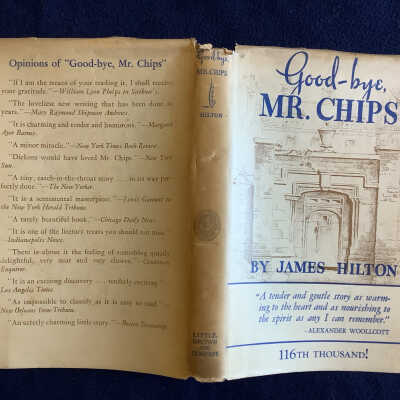 Opinions of "Good-bye, Mr. Chips"
"If I am the means of your reading it, I shall receive
your gratitude."—William Lyon Phelps in Scribner's.
"The loveliest new writing that has been done in
years."—Mary Raymond Shipman Andrews.
"It is charming and tender and humorous."—Margaret
Ayer Barnes.
"A minor miracle."—New York Times Book Review.
"Dickens would have loved Mr. Chips."—New York
Sun.
"A tiny, catch-in-the-throat story . . . in its way per-
fectly done."—The New Yorker.
"It is a sentimental masterpiece."—Lewis Gannett in
the New York Herald Tribune.
"A rarely beautiful book."—Chicago Daily News.
"It is one of the literary treats you should not miss."
Indianapolis News.
"There is about it the feeling of something quietly
delightful, very neat and very clever."—
Esquire.
"It is an exciting discovery . . . exciting."
Los Angeles Times.
"As impossible to classify as it is easy to read."—
New Orleans Times-Tribune.
"An utterly charming little story."—Boston Transcript.
Good-bye,
MR. CHIPS
HILTON
LITTLE,
BROWN
AND
COMPANY
Good-bye,
MR. CHIPS
BY JAMES HILTON
"A tender and gentle story as warm-
ing to the heart and as nourishing to
the spirit as any I can remember."
—ALEXANDER WOOLLCOTT
116TH THOUSAND!